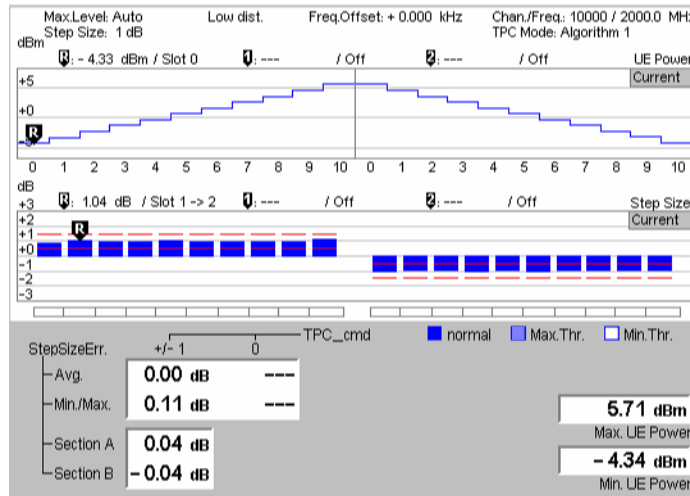 Max.Level: Auto Low dist. Freq.Offset: + 0.000 kHz Chan./Freq.: 10000 / 2000.0 MHz
Step Size: 1 dB TPC Mode: Algorithm 1
dBm
R: - 4.33 dBm / Slot 0 1: --- / Off 2: --- / Off UE Power
Current
+5
+0
R
0 1 2 3 4 5 6 7 8 9 10 0 1 2 3 4 5 6 7 8 9 10
dB
R: 1.04 dB / Slot 1 -> 2 1: --- / Off 2: --- / Off Step Size
+3
Current
+2
R
+1
+0
-1
-2
-3
TPC_cmd normal Max.Thr. Min.Thr.
StepSizeErr. +/- 1 0
Avg. 0.00 dB ---
Min./Max. 0.11 dB ---
5.71 dBm
Max. UE Power
Section A 0.04 dB
Section B - 0.04 dB
- 4.34 dBm
Min. UE Power